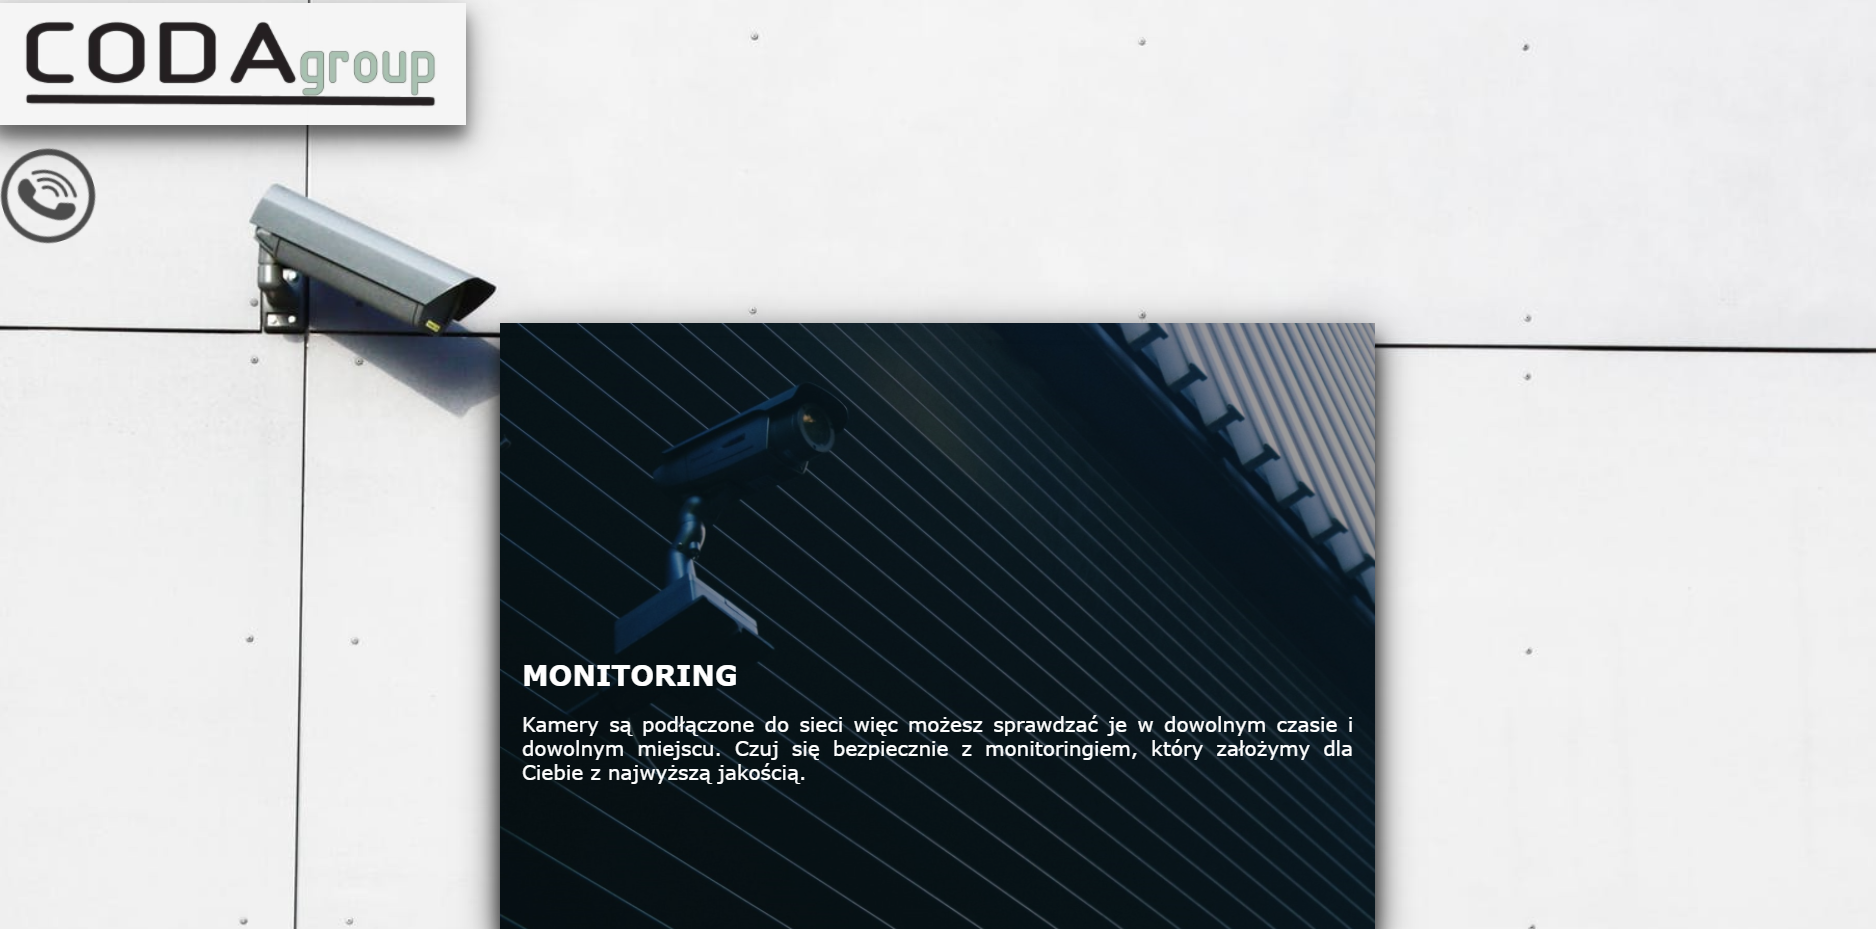 CODAgroup
MONITORING
Kamery są podłączone do sieci więc możesz sprawdzać je w dowolnym czasie i
dowolnym miejscu. Czuj się bezpiecznie z monitoringiem, który założymy dla
Ciebie z najwyższą jakością.